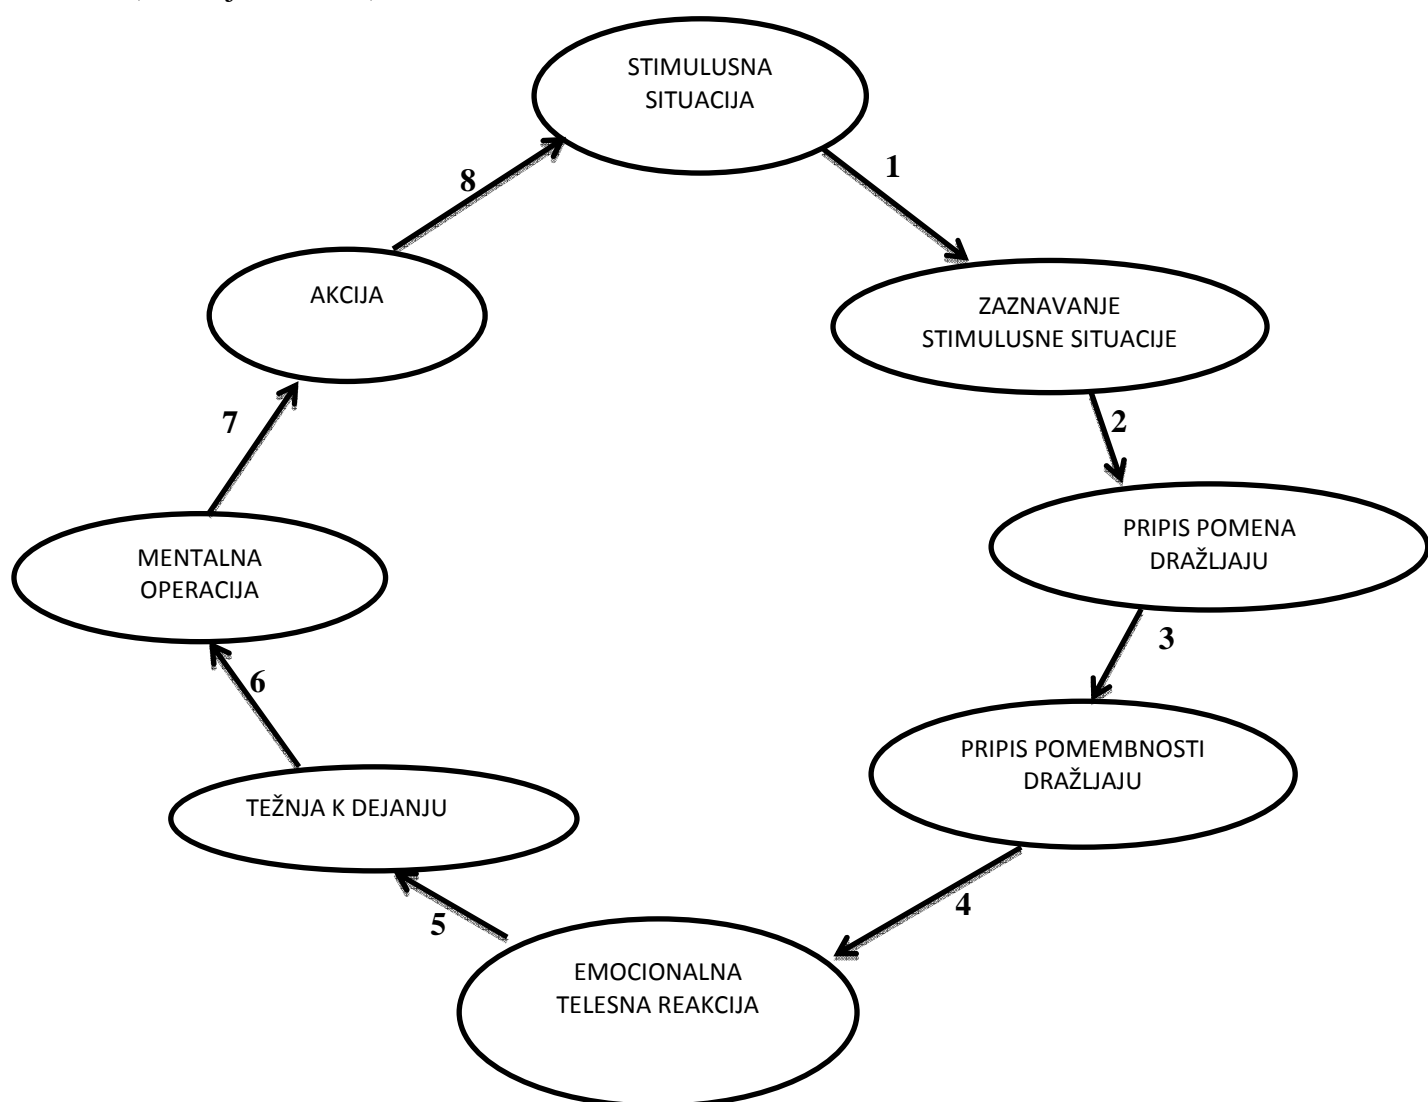 STIMULUSNA
SITUACIJA
1
8
AKCIJA
ZAZNAVANJE
STIMULUSNE SITUACIJE
2
7
PRIPIS POMENA
DRAŽLJAJU
MENTALNA
OPERACIJA
3
6
PRIPIS POMEMBNOSTI
DRAŽLJAJU
TEŽNJA K DEJANJU
4
5
EMOCIONALNA
TELESNA REAKCIJA